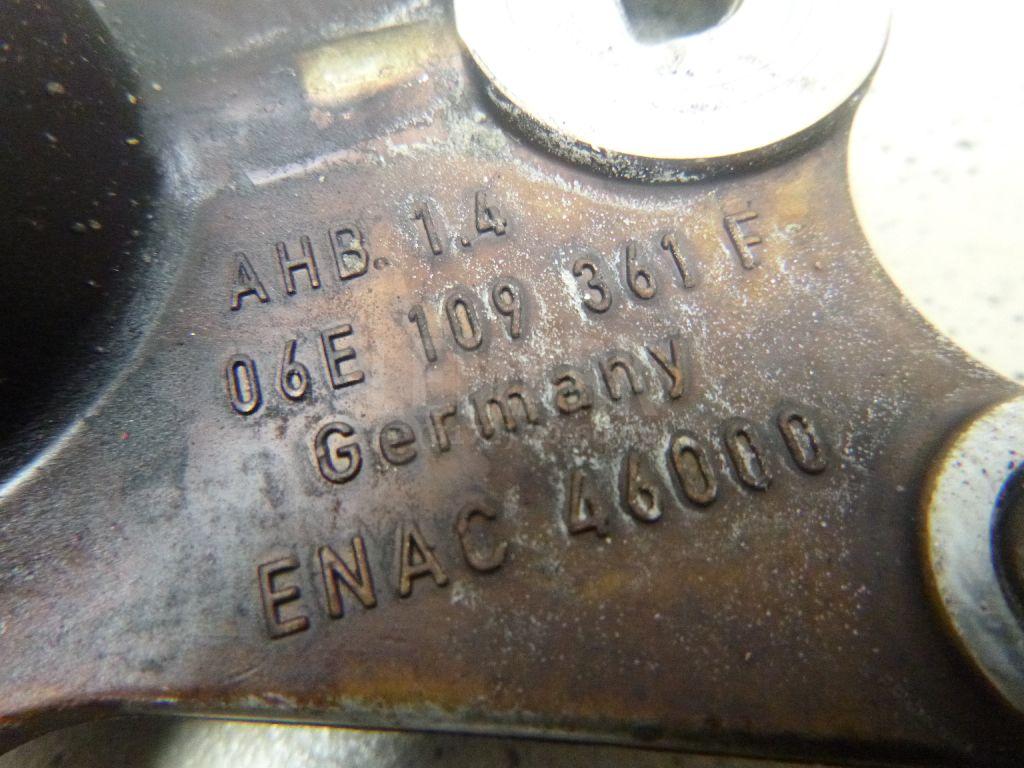 AHB. 1.4
06E 109 361 F
Germany
ENAC 46000